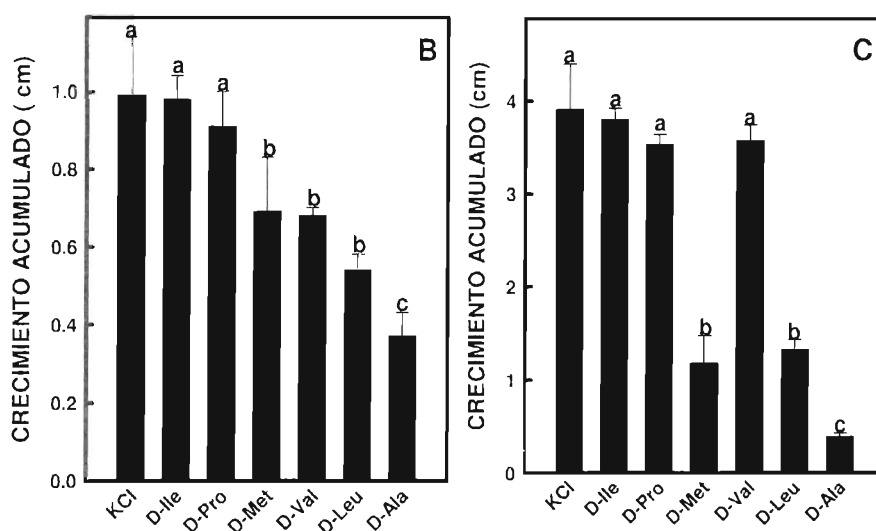 B
CRECIMIENTO ACUMULADO ( cm)
1.0
0.8
0.6
0.4
0.2
0.0
a
a
a
b
b
b
c
KCl
D-Ile
D-Pro
D-Met
D-Val
D-Leu
D-Ala
C
CRECIMIENTO ACUMULADO (cm)
4
3
2
1
0
a
a
a
b
a
b
c
KCl
D-Ile
D-Pro
D-Met
D-Val
D-Leu
D-Ala